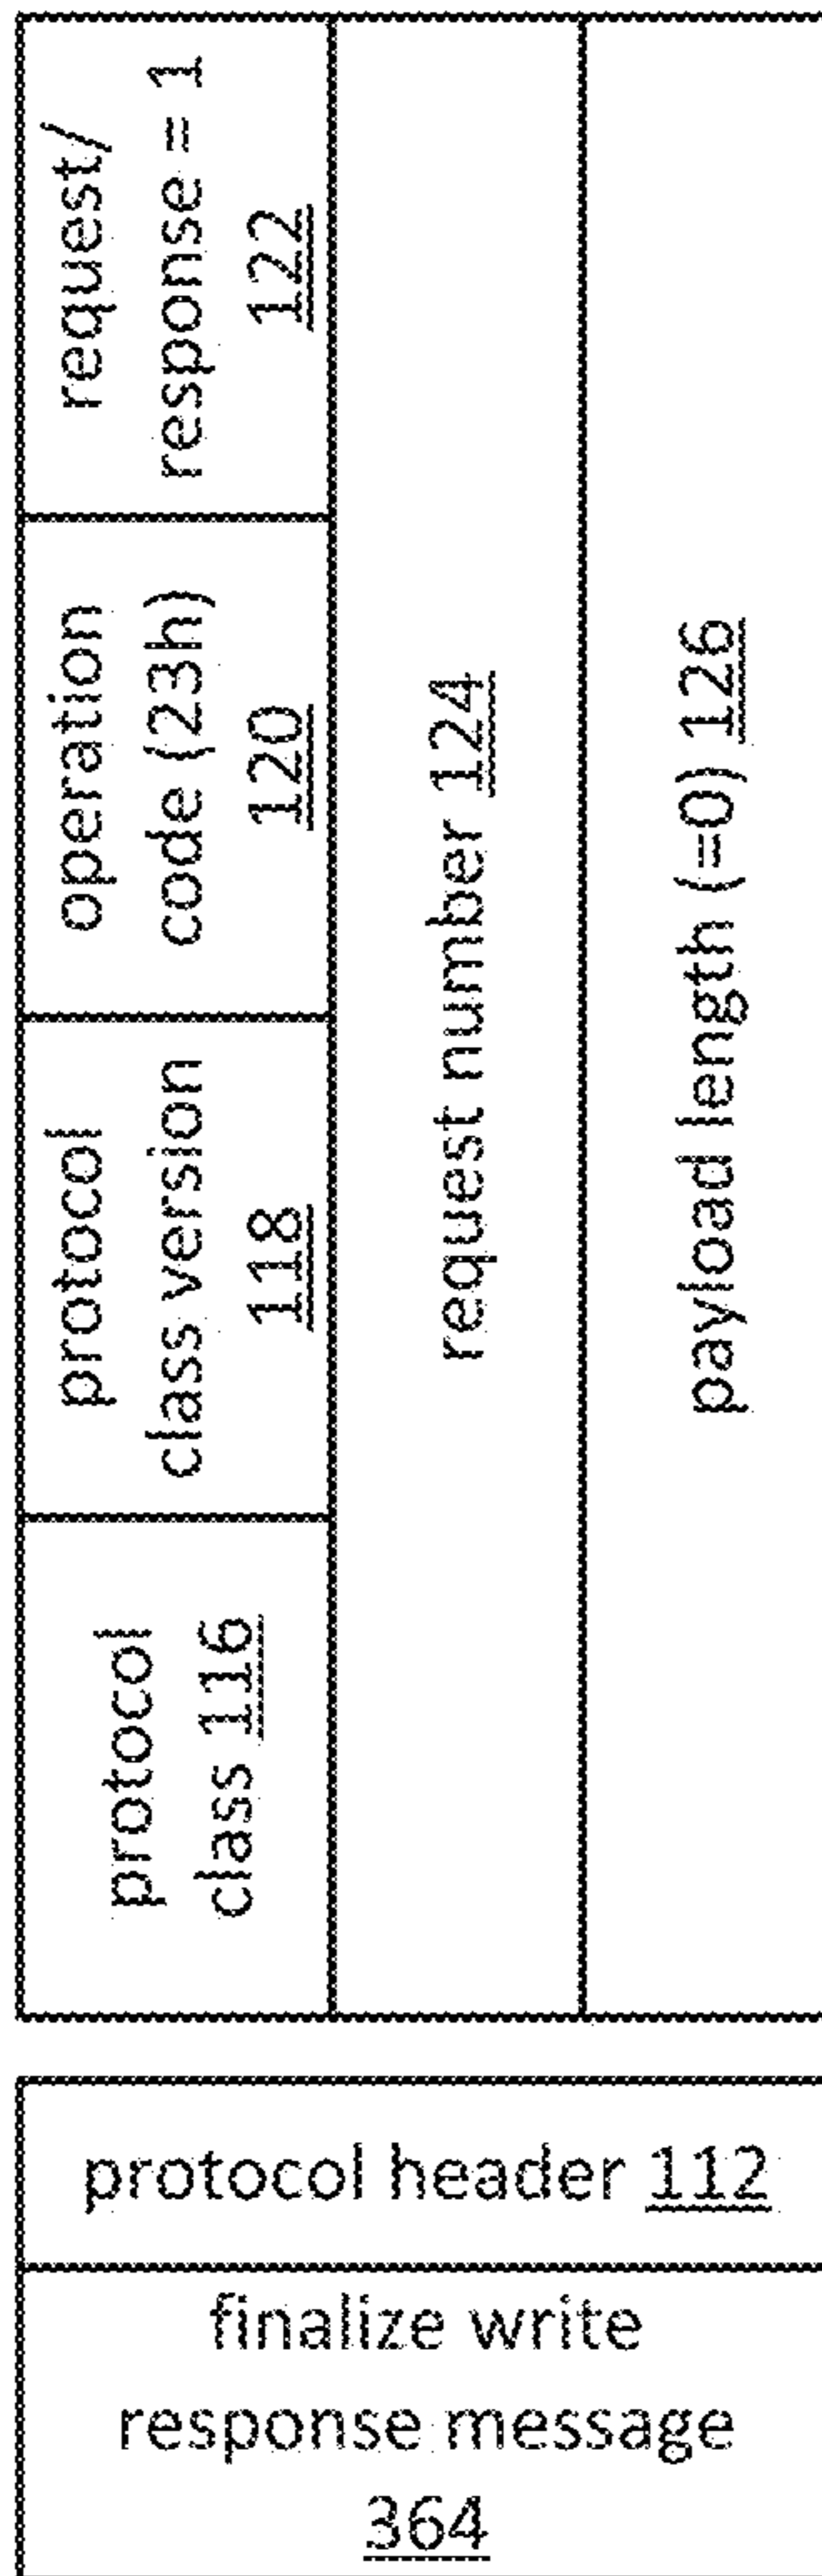 protocol
class 116
protocol
class version
118
operation
code (23h)
120
request/
response = 1
122
request number 124
payload length (=0) 126
protocol header 112
finalize write
response message
364